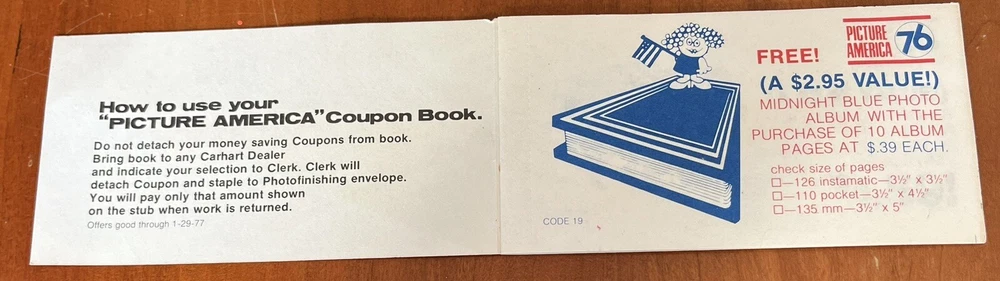 How to use your
"PICTURE AMERICA" Coupon Book.
Do not detach your money saving Coupons from book.
Bring book to any Carhart Dealer
and indicate your selection to Clerk. Clerk will
detach Coupon and staple to Photofinishing envelope.
You will pay only that amount shown
on the stub when work is returned.
Offers good through 1-29-77
PICTURE
AMERICA 76
FREE!
(A $2.95 VALUE!)
MIDNIGHT BLUE PHOTO
ALBUM WITH THE
PURCHASE OF 10 ALBUM
PAGES AT $.39 EACH.
check size of pages
☐—126 instamatic—3½" x 3½"
☐—110 pocket—3½" x 4½"
☐—135 mm—3½" x 5"
CODE 19